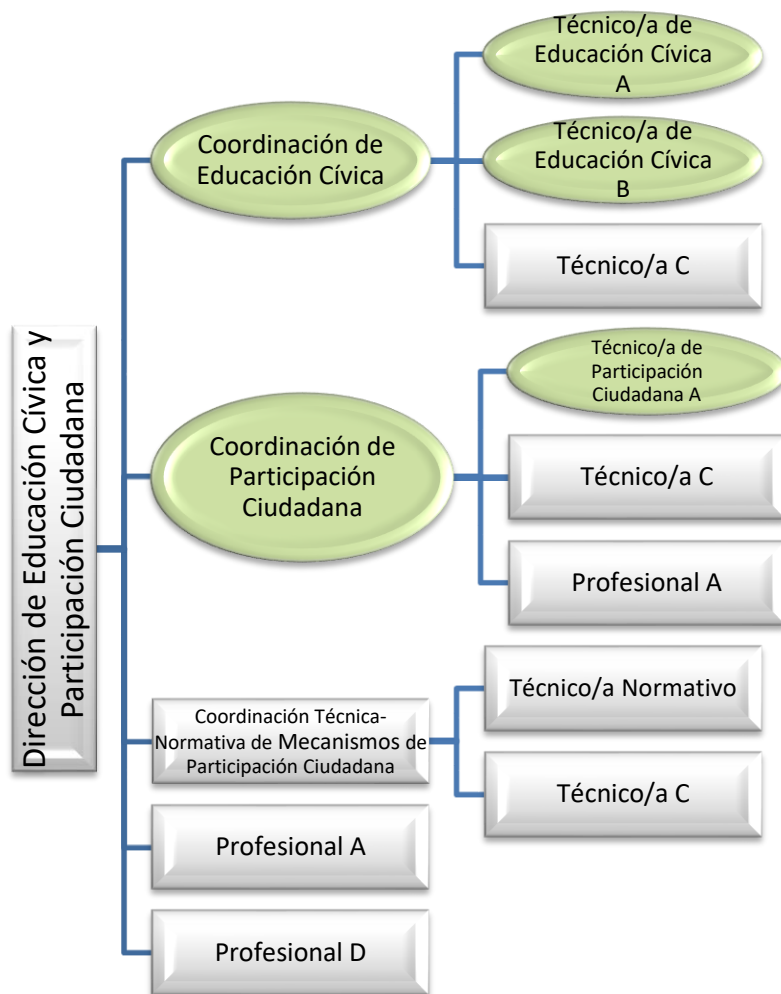 Dirección de Educación Cívica y
Participación Ciudadana
Coordinación de
Educación Cívica
Técnico/a de
Educación Cívica
A
Técnico/a de
Educación Cívica
B
Técnico/a C
Coordinación de
Participación
Ciudadana
Técnico/a de
Participación
Ciudadana A
Técnico/a C
Profesional A
Coordinación Técnica-
Normativa de Mecanismos de
Participación Ciudadana
Técnico/a Normativo
Técnico/a C
Profesional A
Profesional D